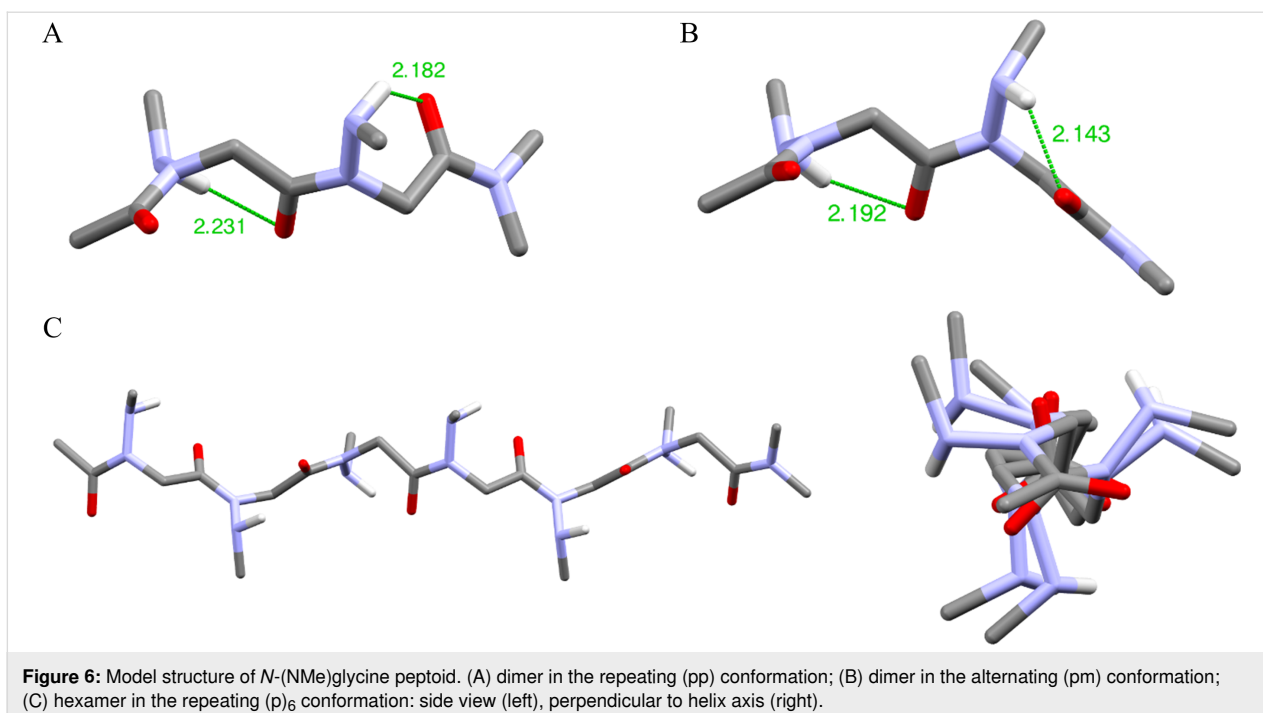 A
B
2.182
2.231
2.143
2.192
C
Figure 6: Model structure of N-(NMe)glycine peptoid. (A) dimer in the repeating (pp) conformation; (B) dimer in the alternating (pm) conformation;
(C) hexamer in the repeating (p)6 conformation: side view (left), perpendicular to helix axis (right).